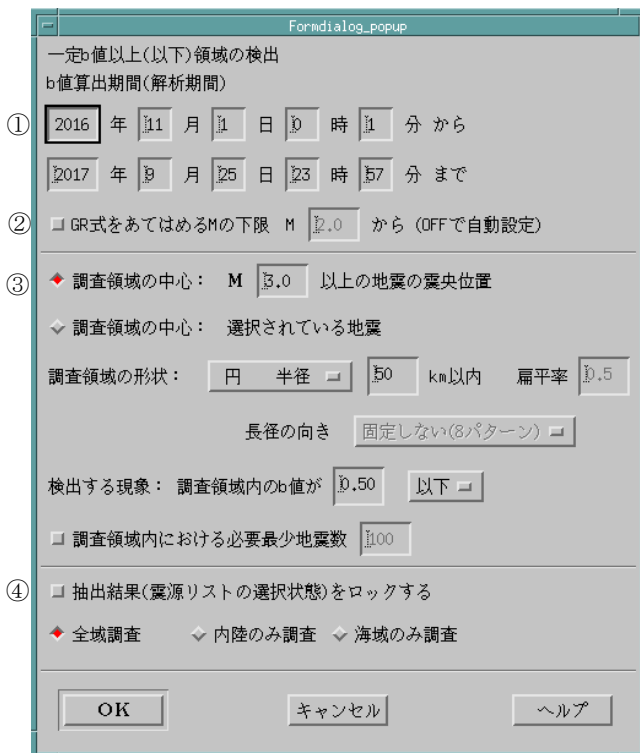 Formdialog_popup
一定b値以上(以下)領域の検出
b値算出期間(解析期間)
① 2016 年 11 月 1 日 0 時 1 分 から
2017 年 9 月 25 日 23 時 57 分 まで
② GR式をあてはめるMの下限 M 2.0 から (OFFで自動設定)
③ 調査領域の中心： M 3.0 以上の地震の震央位置
調査領域の中心： 選択されている地震
調査領域の形状： 円 半径 50 km以内 扁平率 0.5
長径の向き 固定しない(8パターン)
検出する現象： 調査領域内のb値が 0.50 以下
調査領域内における必要最少地震数 100
④ 抽出結果(震源リストの選択状態)をロックする
全域調査 内陸のみ調査 海域のみ調査
OK キャンセル ヘルプ